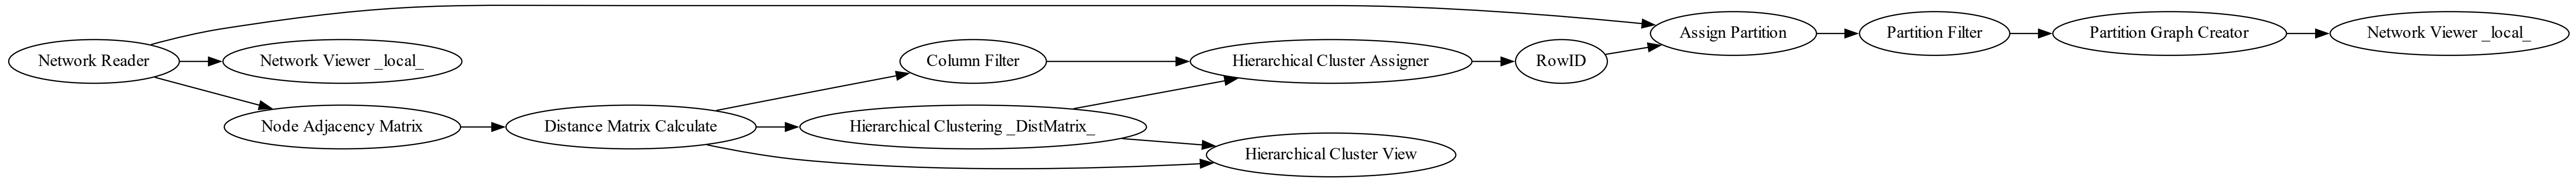 Network Reader
Network Viewer _local_
Node Adjacency Matrix
Distance Matrix Calculate
Column Filter
Hierarchical Clustering _DistMatrix_
Hierarchical Cluster Assigner
Hierarchical Cluster View
RowID
Assign Partition
Partition Filter
Partition Graph Creator
Network Viewer _local_